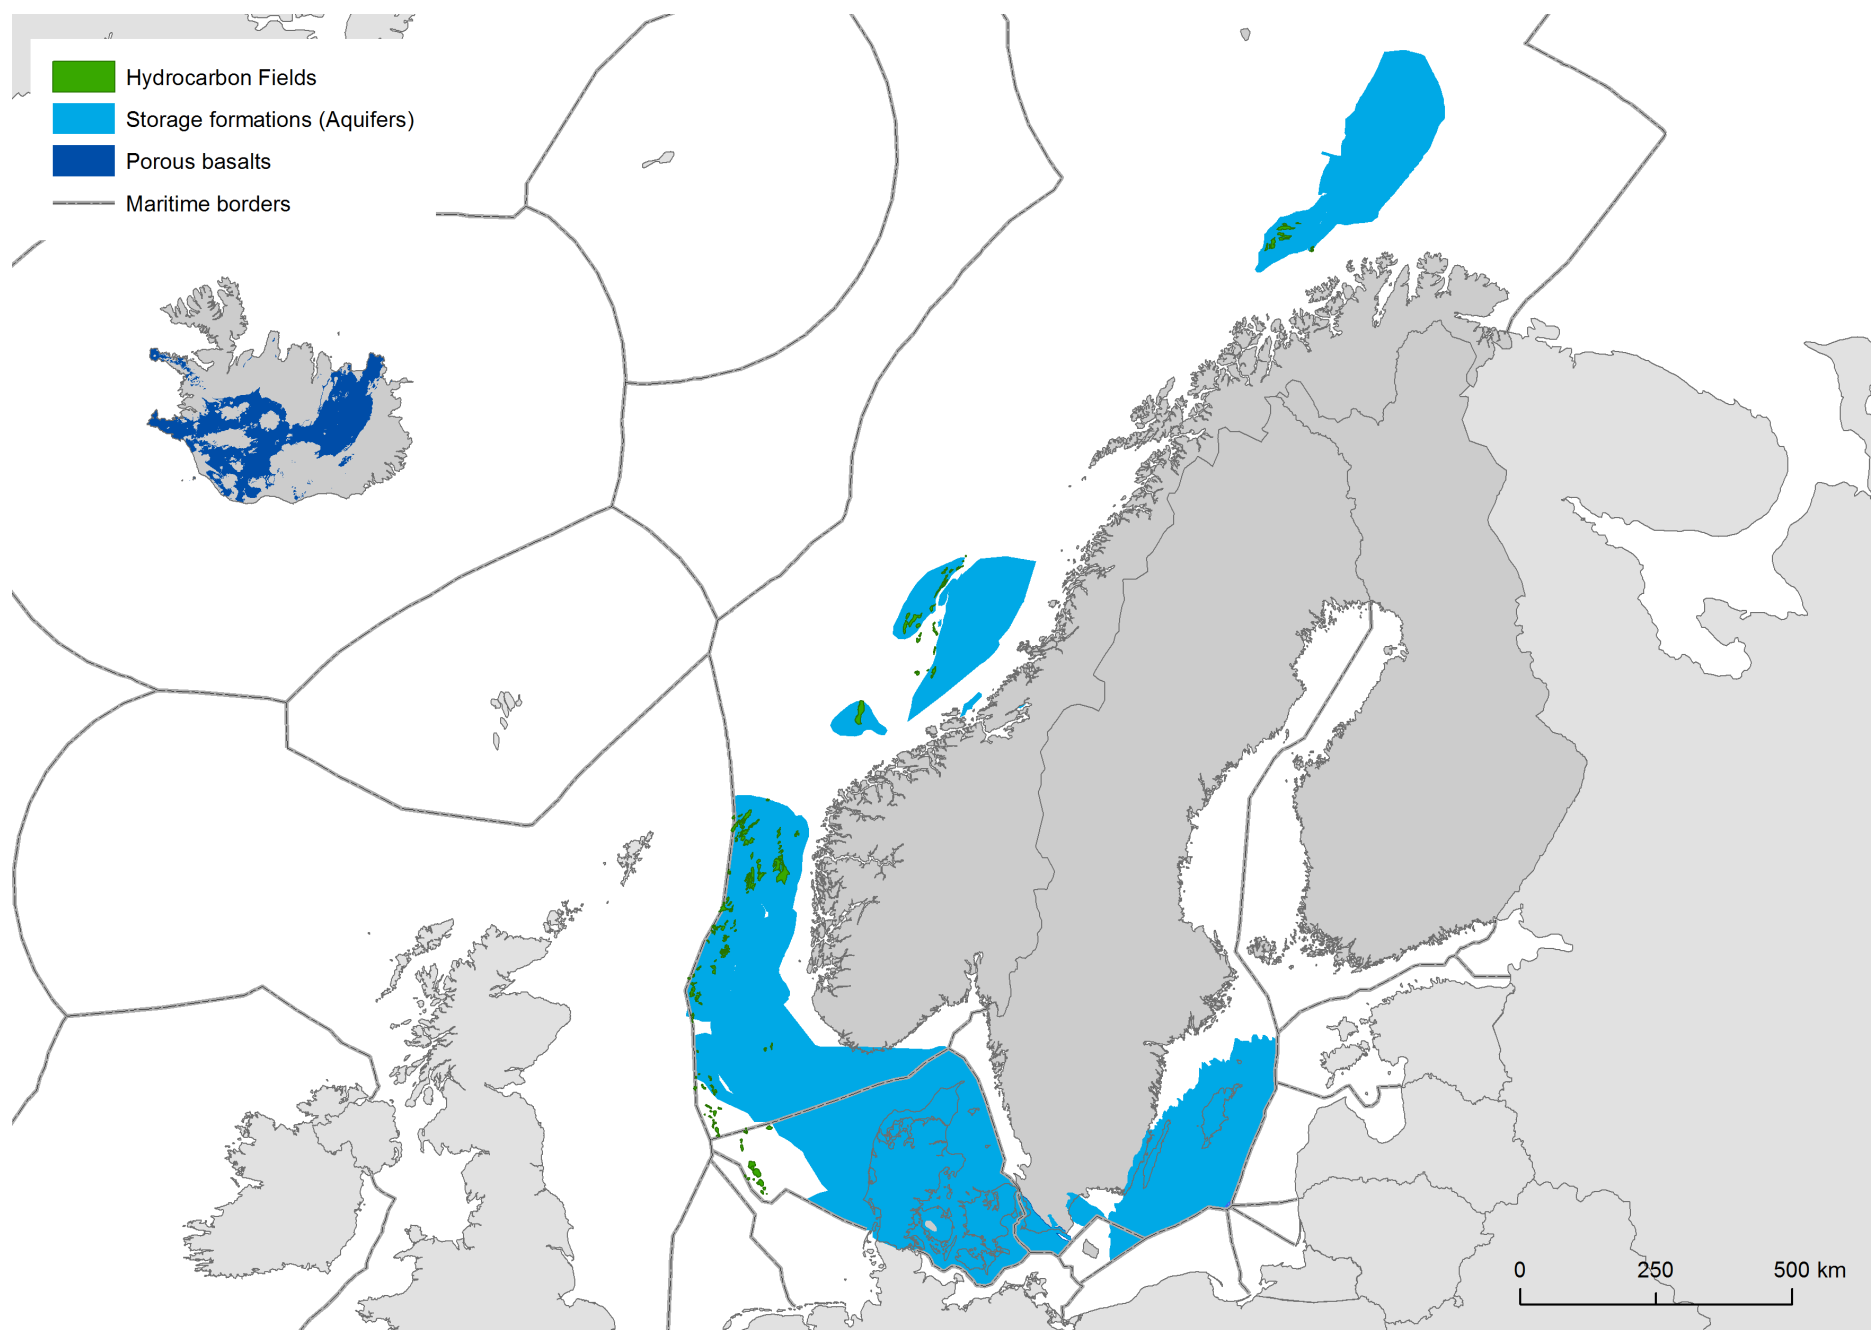 Hydrocarbon Fields
Storage formations (Aquifers)
Porous basalts
Maritime borders
0 250 500 km